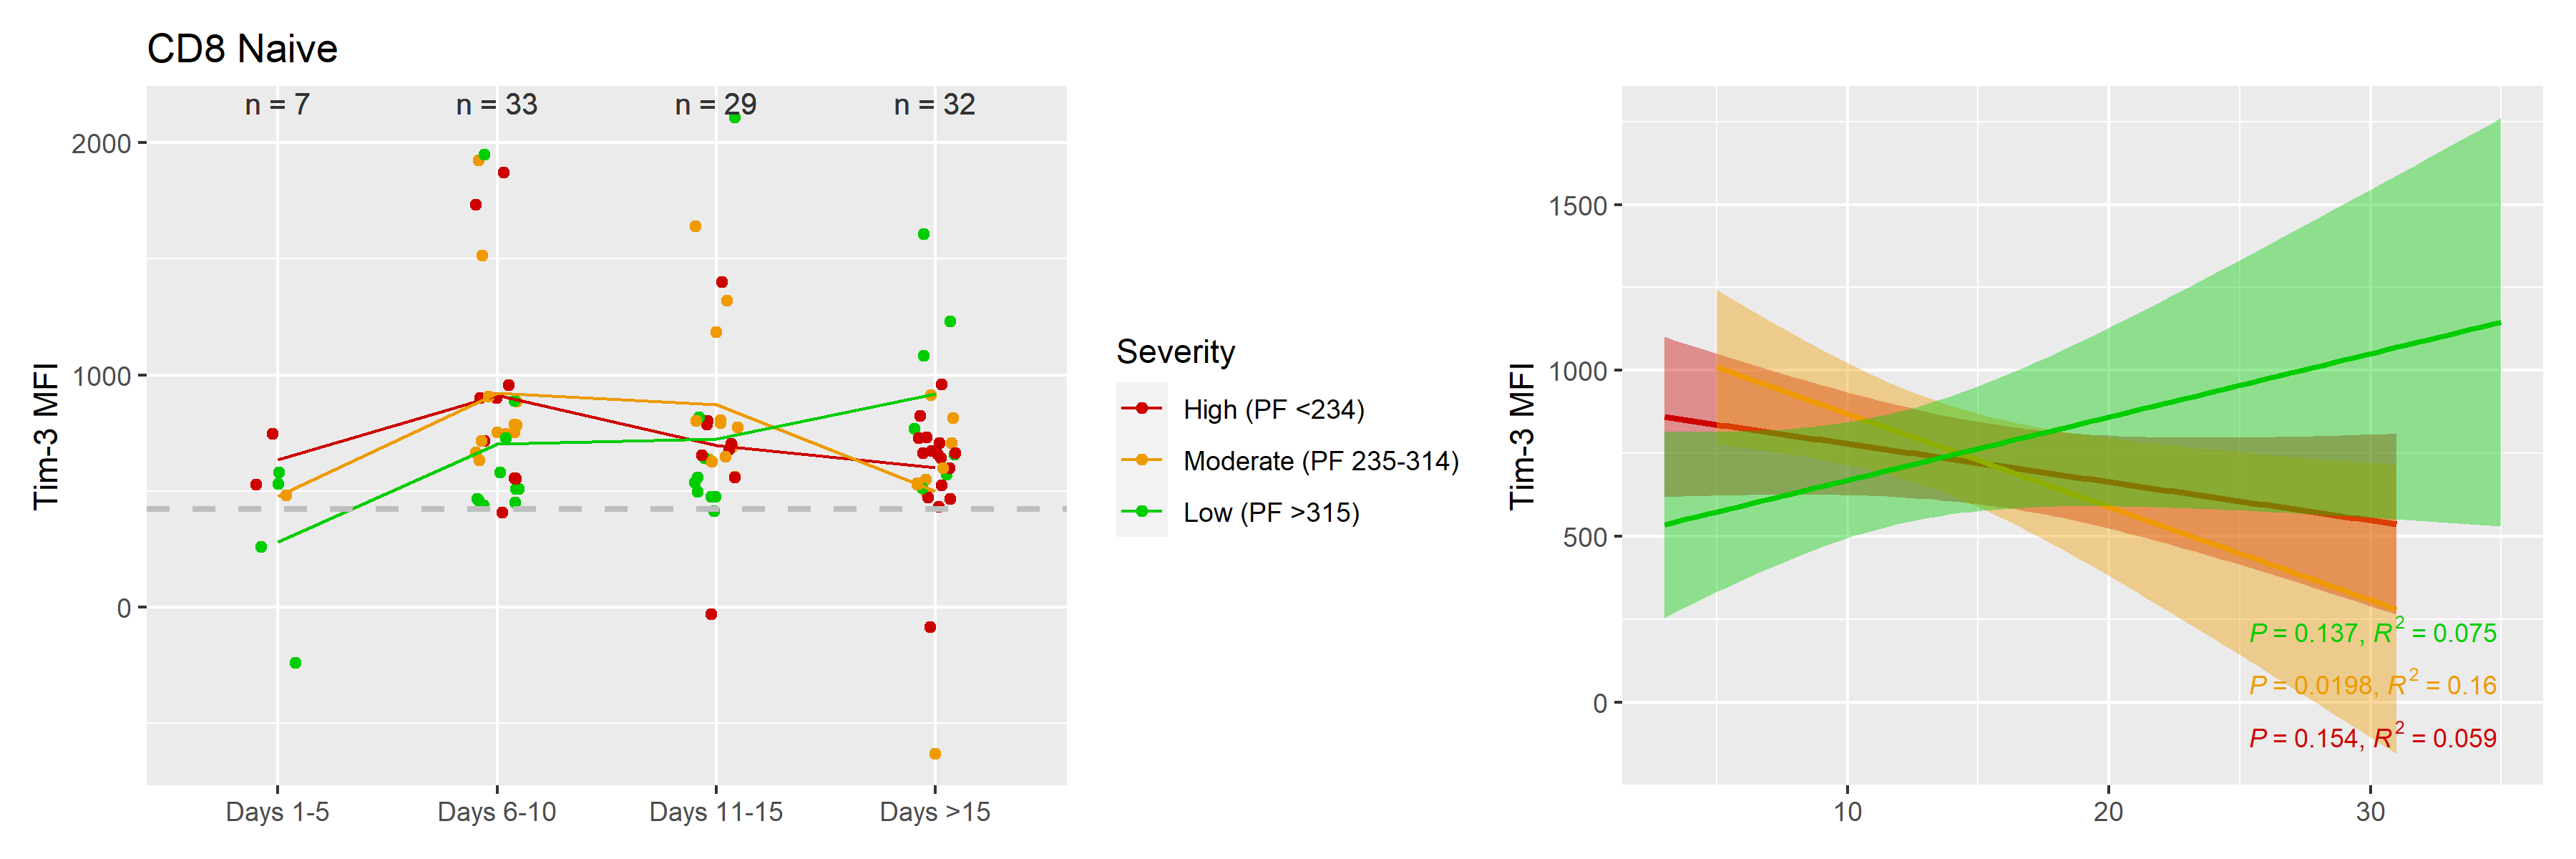 CD8 Naive
n = 7
n = 33
n = 29
n = 32
2000
1000
0
Tim-3 MFI
Days 1-5
Days 6-10
Days 11-15
Days >15
Severity
High (PF <234)
Moderate (PF 235-314)
Low (PF >315)
1500
1000
500
0
Tim-3 MFI
P = 0.137, R² = 0.075
P = 0.0198, R² = 0.16
P = 0.154, R² = 0.059
10
20
30